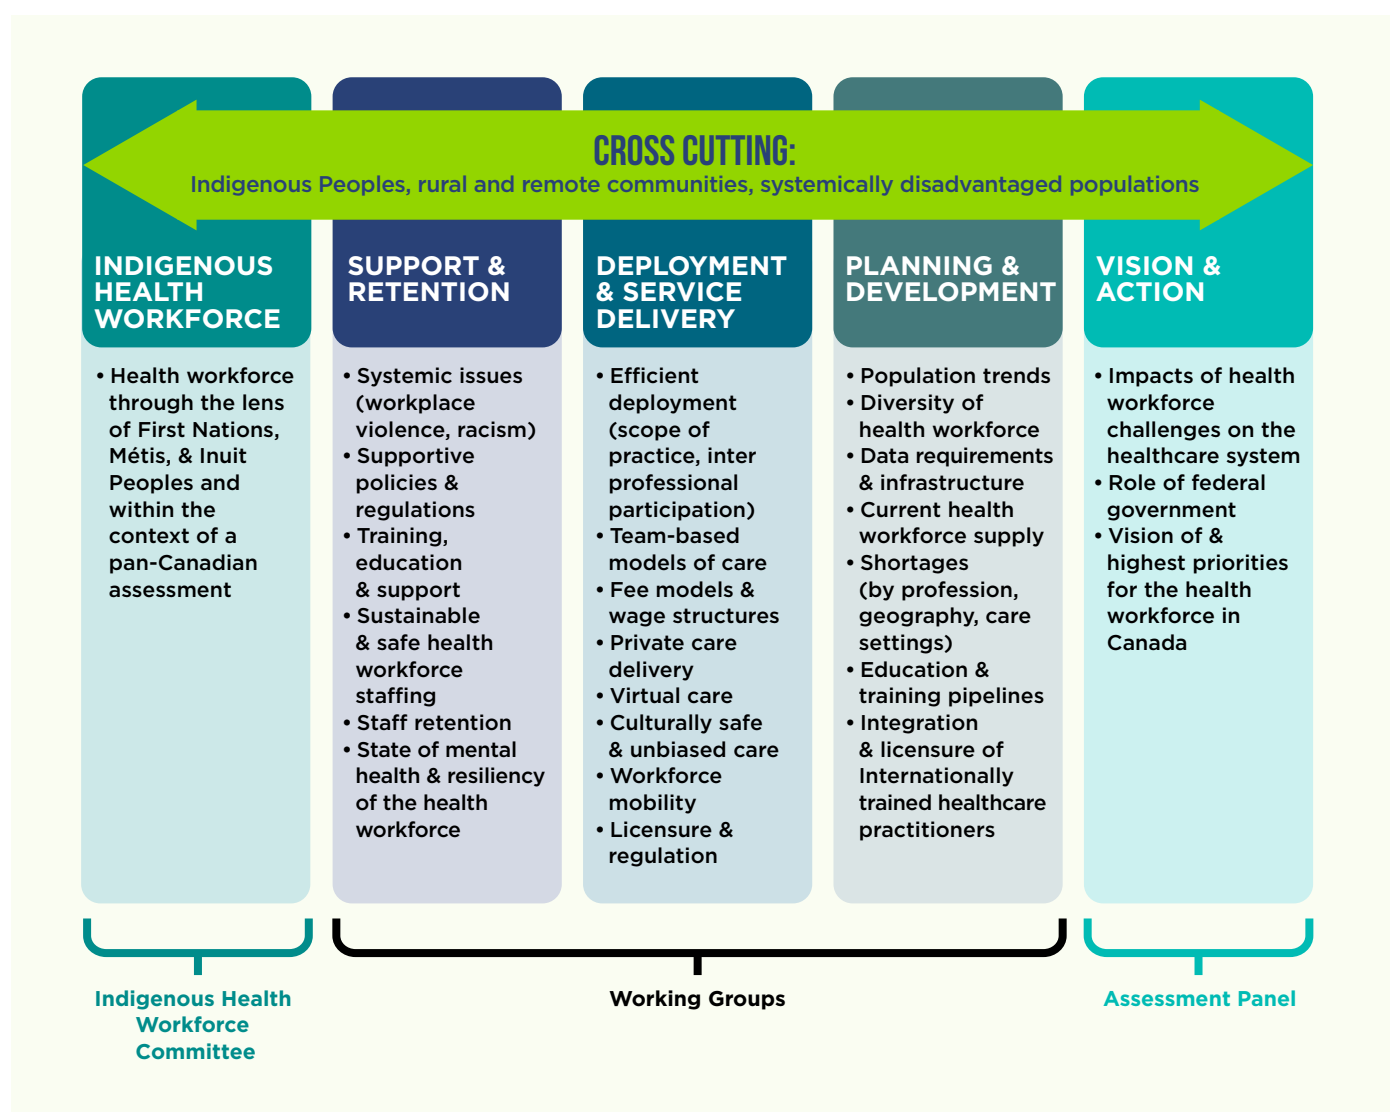 CROSS CUTTING:
Indigenous Peoples, rural and remote communities, systemically disadvantaged populations
INDIGENOUS
HEALTH
WORKFORCE
• Health workforce
through the lens
of First Nations,
Métis, & Inuit
Peoples and
within the
context of a
pan-Canadian
assessment
SUPPORT &
RETENTION
• Systemic issues
(workplace
violence, racism)
• Supportive
policies &
regulations
• Training,
education
& support
• Sustainable
& safe health
workforce
staffing
• Staff retention
• State of mental
health & resiliency
of the health
workforce
DEPLOYMENT
& SERVICE
DELIVERY
• Efficient
deployment
(scope of
practice, inter
professional
participation)
• Team-based
models of care
• Fee models &
wage structures
• Private care
delivery
• Virtual care
• Culturally safe
& unbiased care
• Workforce
mobility
• Licensure &
regulation
PLANNING &
DEVELOPMENT
• Population trends
• Diversity of
health workforce
• Data requirements
& infrastructure
• Current health
workforce supply
• Shortages
(by profession,
geography, care
settings)
• Education &
training pipelines
• Integration
& licensure of
Internationally
trained healthcare
practitioners
VISION &
ACTION
• Impacts of health
workforce
challenges on the
healthcare system
• Role of federal
government
• Vision of &
highest priorities
for the health
workforce in
Canada
Indigenous Health
Workforce
Committee
Working Groups
Assessment Panel